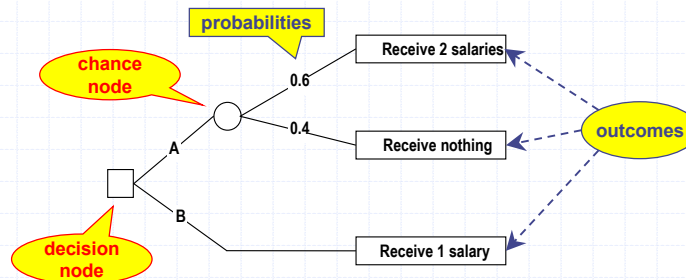 probabilities
Receive 2 salaries
chance
node
0.6
outcomes
0.4
Receive nothing
A
B
decision
node
Receive 1 salary